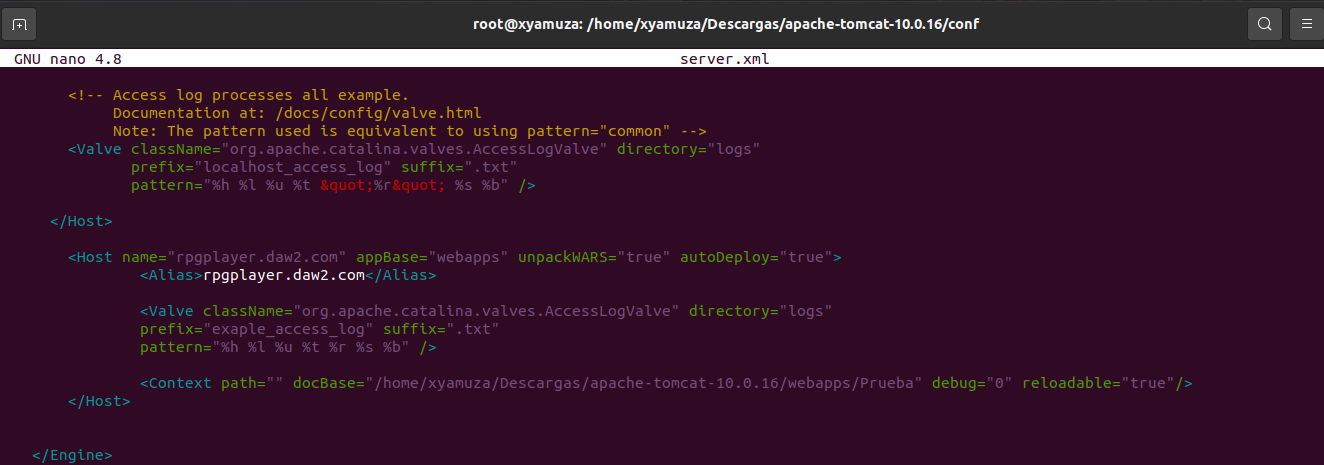 root@xyamuza: /home/xyamuza/Descargas/apache-tomcat-10.0.16/conf
GNU nano 4.8 server.xml
<!-- Access log processes all example.
Documentation at: /docs/config/valve.html
Note: The pattern used is equivalent to using pattern="common" -->
<Valve className="org.apache.catalina.valves.AccessLogValve" directory="logs"
prefix="localhost_access_log" suffix=".txt"
pattern="%h %l %u %t &quot;%r&quot; %s %b" />
</Host>
<Host name="rpgplayer.daw2.com" appBase="webapps" unpackWARS="true" autoDeploy="true">
<Alias>rpgplayer.daw2.com</Alias>
<Valve className="org.apache.catalina.valves.AccessLogValve" directory="logs"
prefix="exaple_access_log" suffix=".txt"
pattern="%h %l %u %t %r %s %b" />
<Context path="" docBase="/home/xyamuza/Descargas/apache-tomcat-10.0.16/webapps/Prueba" debug="0" reloadable="true"/>
</Host>
</Engine>